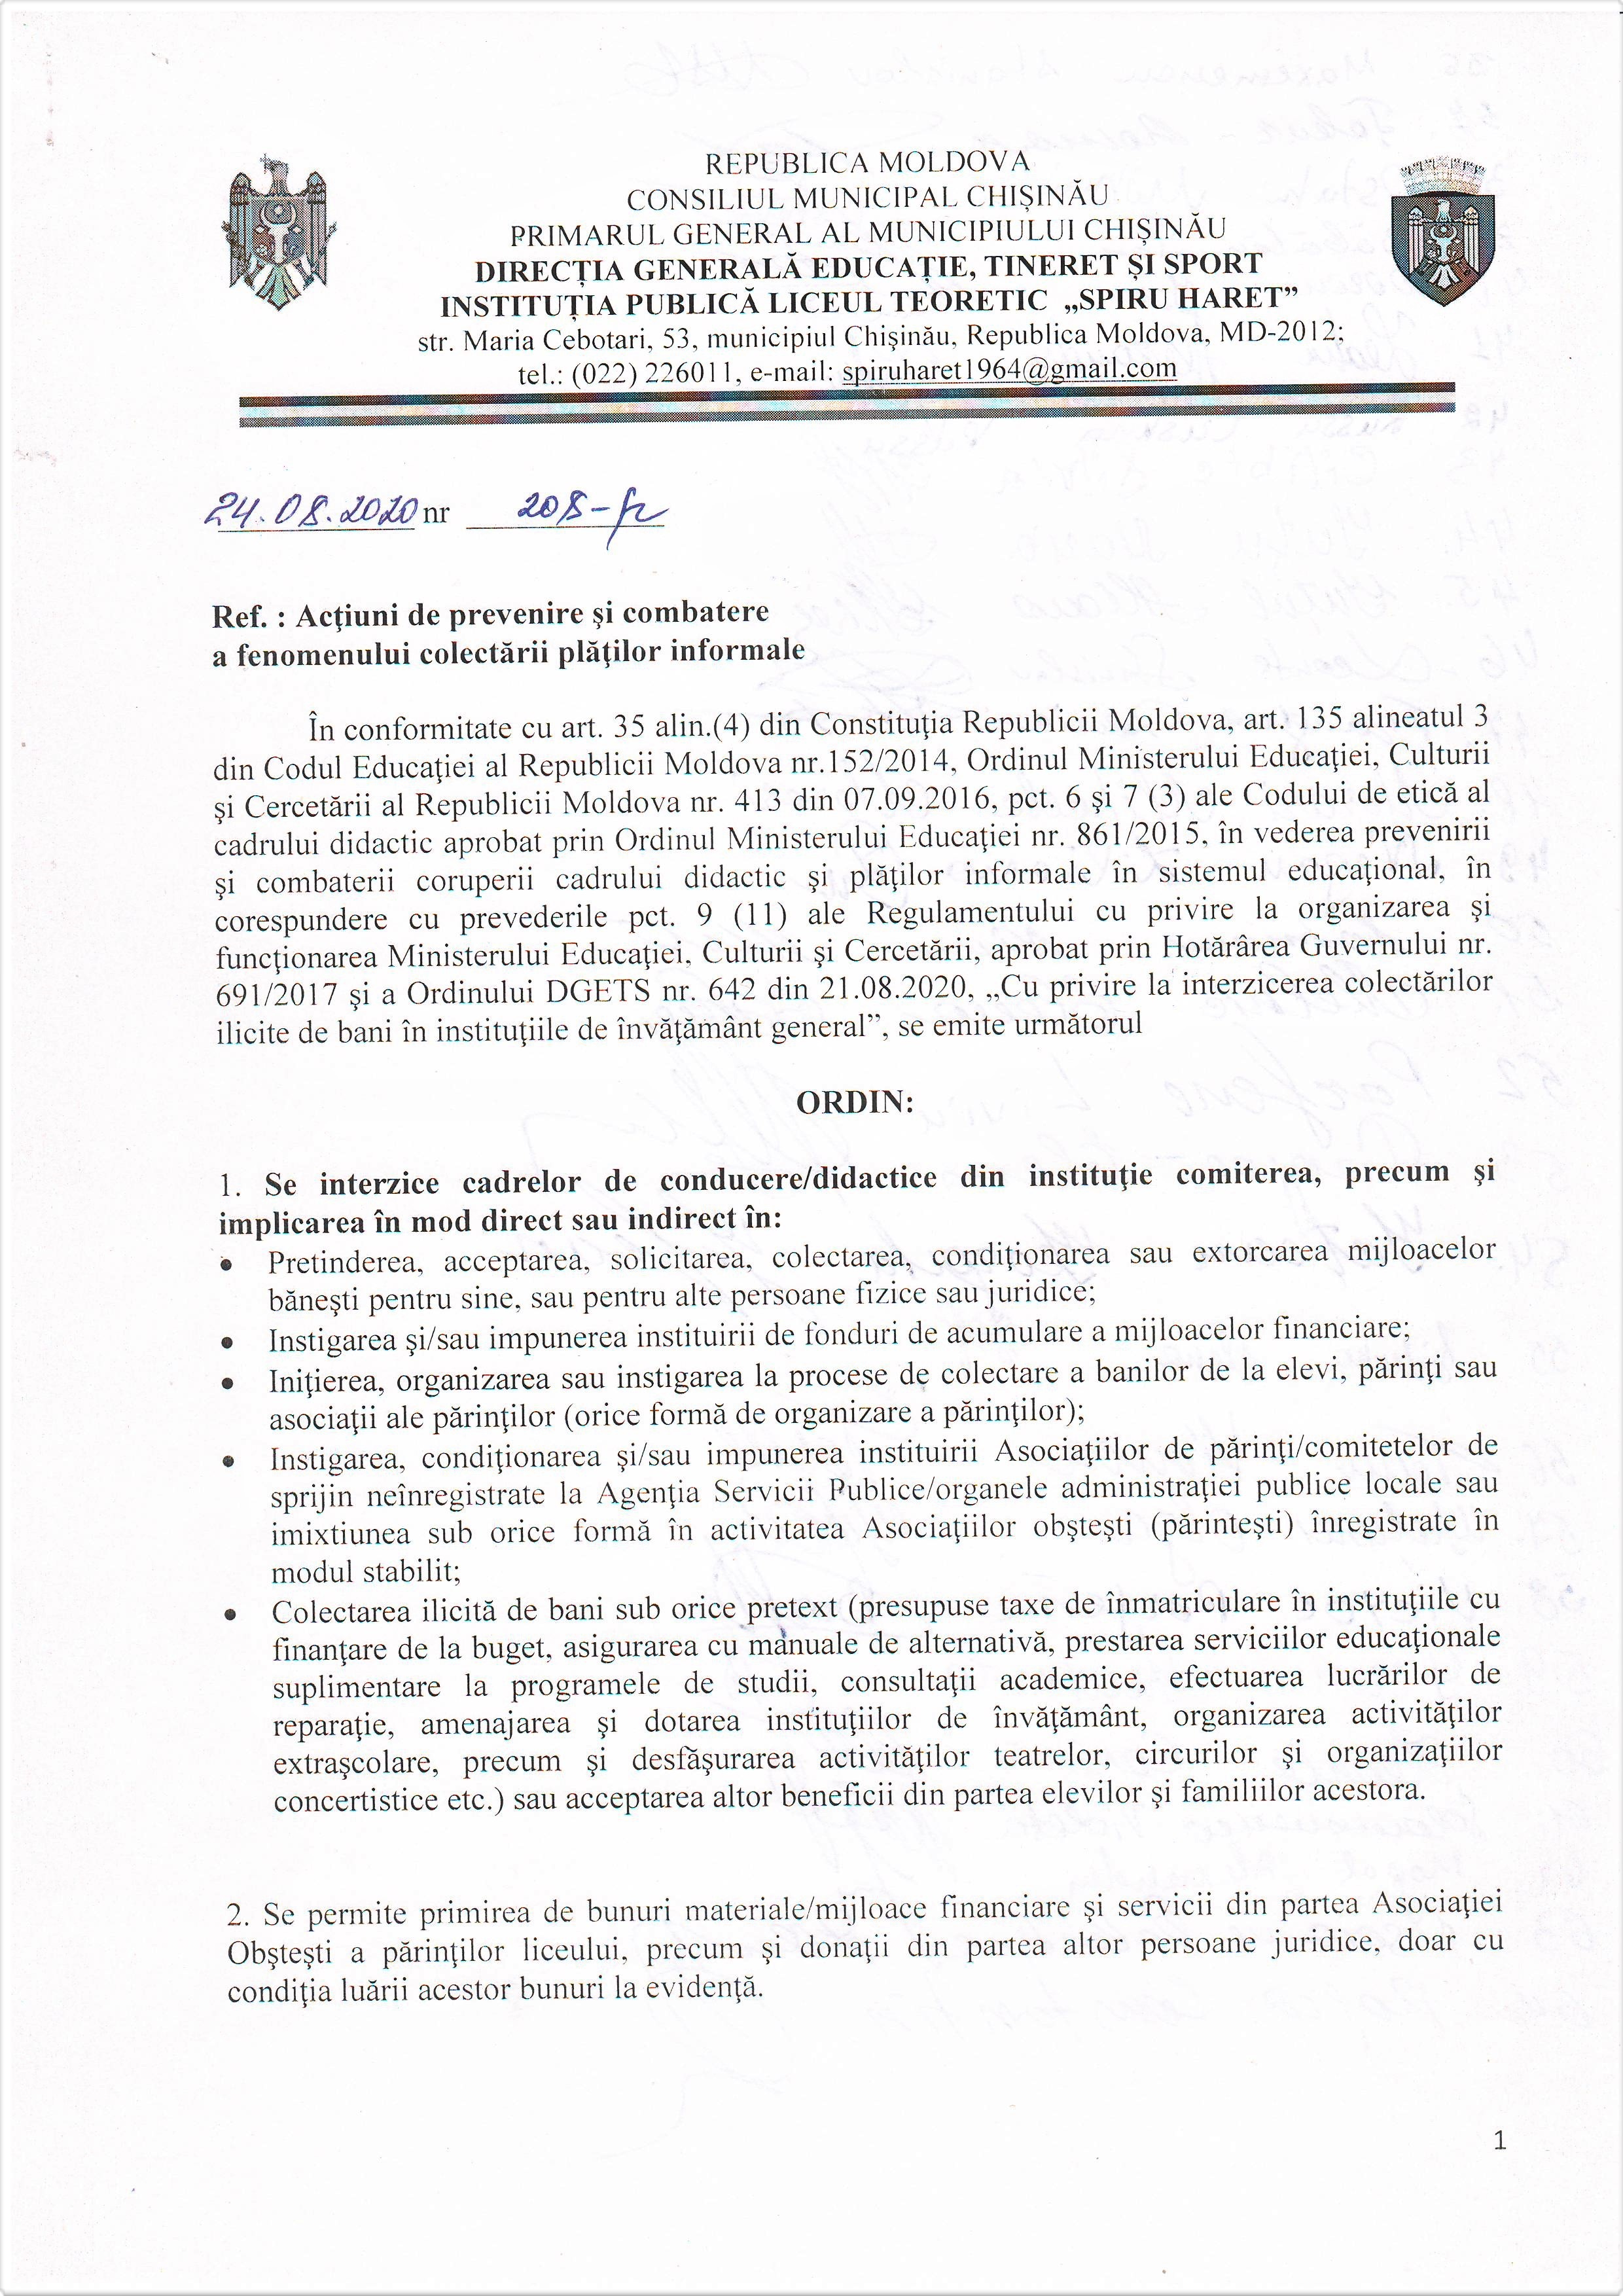 REPUBLICA MOLDOVA
CONSILIUL MUNICIPAL CHIȘINĂU
PRIMARUL GENERAL AL MUNICIPIULUI CHIȘINĂU
DIRECȚIA GENERALĂ EDUCAȚIE, TINERET ȘI SPORT
INSTITUȚIA PUBLICĂ LICEUL TEORETIC „SPIRU HARET”
str. Maria Cebotari, 53, municipiul Chişinău, Republica Moldova, MD-2012;
tel.: (022) 226011, e-mail: spiruharet1964@gmail.com
24.08.2020 nr 208-
Ref. : Acţiuni de prevenire şi combatere
a fenomenului colectării plăţilor informale
În conformitate cu art. 35 alin.(4) din Constituţia Republicii Moldova, art. 135 alineatul 3
din Codul Educaţiei al Republicii Moldova nr.152/2014, Ordinul Ministerului Educaţiei, Culturii
şi Cercetării al Republicii Moldova nr. 413 din 07.09.2016, pct. 6 şi 7 (3) ale Codului de etică al
cadrului didactic aprobat prin Ordinul Ministerului Educaţiei nr. 861/2015, în vederea prevenirii
şi combaterii coruperii cadrului didactic şi plăţilor informale în sistemul educaţional, în
corespundere cu prevederile pct. 9 (11) ale Regulamentului cu privire la organizarea şi
funcţionarea Ministerului Educaţiei, Culturii şi Cercetării, aprobat prin Hotărârea Guvernului nr.
691/2017 şi a Ordinului DGETS nr. 642 din 21.08.2020, „Cu privire la interzicerea colectărilor
ilicite de bani în instituţiile de învăţământ general”, se emite următorul
ORDIN:
1. Se interzice cadrelor de conducere/didactice din instituţie comiterea, precum şi
implicarea în mod direct sau indirect în:
• Pretinderea, acceptarea, solicitarea, colectarea, condiţionarea sau extorcarea mijloacelor
băneşti pentru sine, sau pentru alte persoane fizice sau juridice;
• Instigarea şi/sau impunerea instituirii de fonduri de acumulare a mijloacelor financiare;
• Iniţierea, organizarea sau instigarea la procese de colectare a banilor de la elevi, părinţi sau
asociaţii ale părinţilor (orice formă de organizare a părinţilor);
• Instigarea, condiţionarea şi/sau impunerea instituirii Asociaţiilor de părinţi/comitetelor de
sprijin neînregistrate la Agenţia Servicii Publice/organele administraţiei publice locale sau
imixtiunea sub orice formă în activitatea Asociaţiilor obşteşti (părinteşti) înregistrate în
modul stabilit;
• Colectarea ilicită de bani sub orice pretext (presupuse taxe de înmatriculare în instituţiile cu
finanţare de la buget, asigurarea cu manuale de alternativă, prestarea serviciilor educaţionale
suplimentare la programele de studii, consultaţii academice, efectuarea lucrărilor de
reparaţie, amenajarea şi dotarea instituţiilor de învăţământ, organizarea activităţilor
extraşcolare, precum şi desfăşurarea activităţilor teatrelor, circurilor şi organizaţiilor
concertistice etc.) sau acceptarea altor beneficii din partea elevilor şi familiilor acestora.
2. Se permite primirea de bunuri materiale/mijloace financiare şi servicii din partea Asociaţiei
Obşteşti a părinţilor liceului, precum şi donaţii din partea altor persoane juridice, doar cu
condiţia luării acestor bunuri la evidenţă.
1